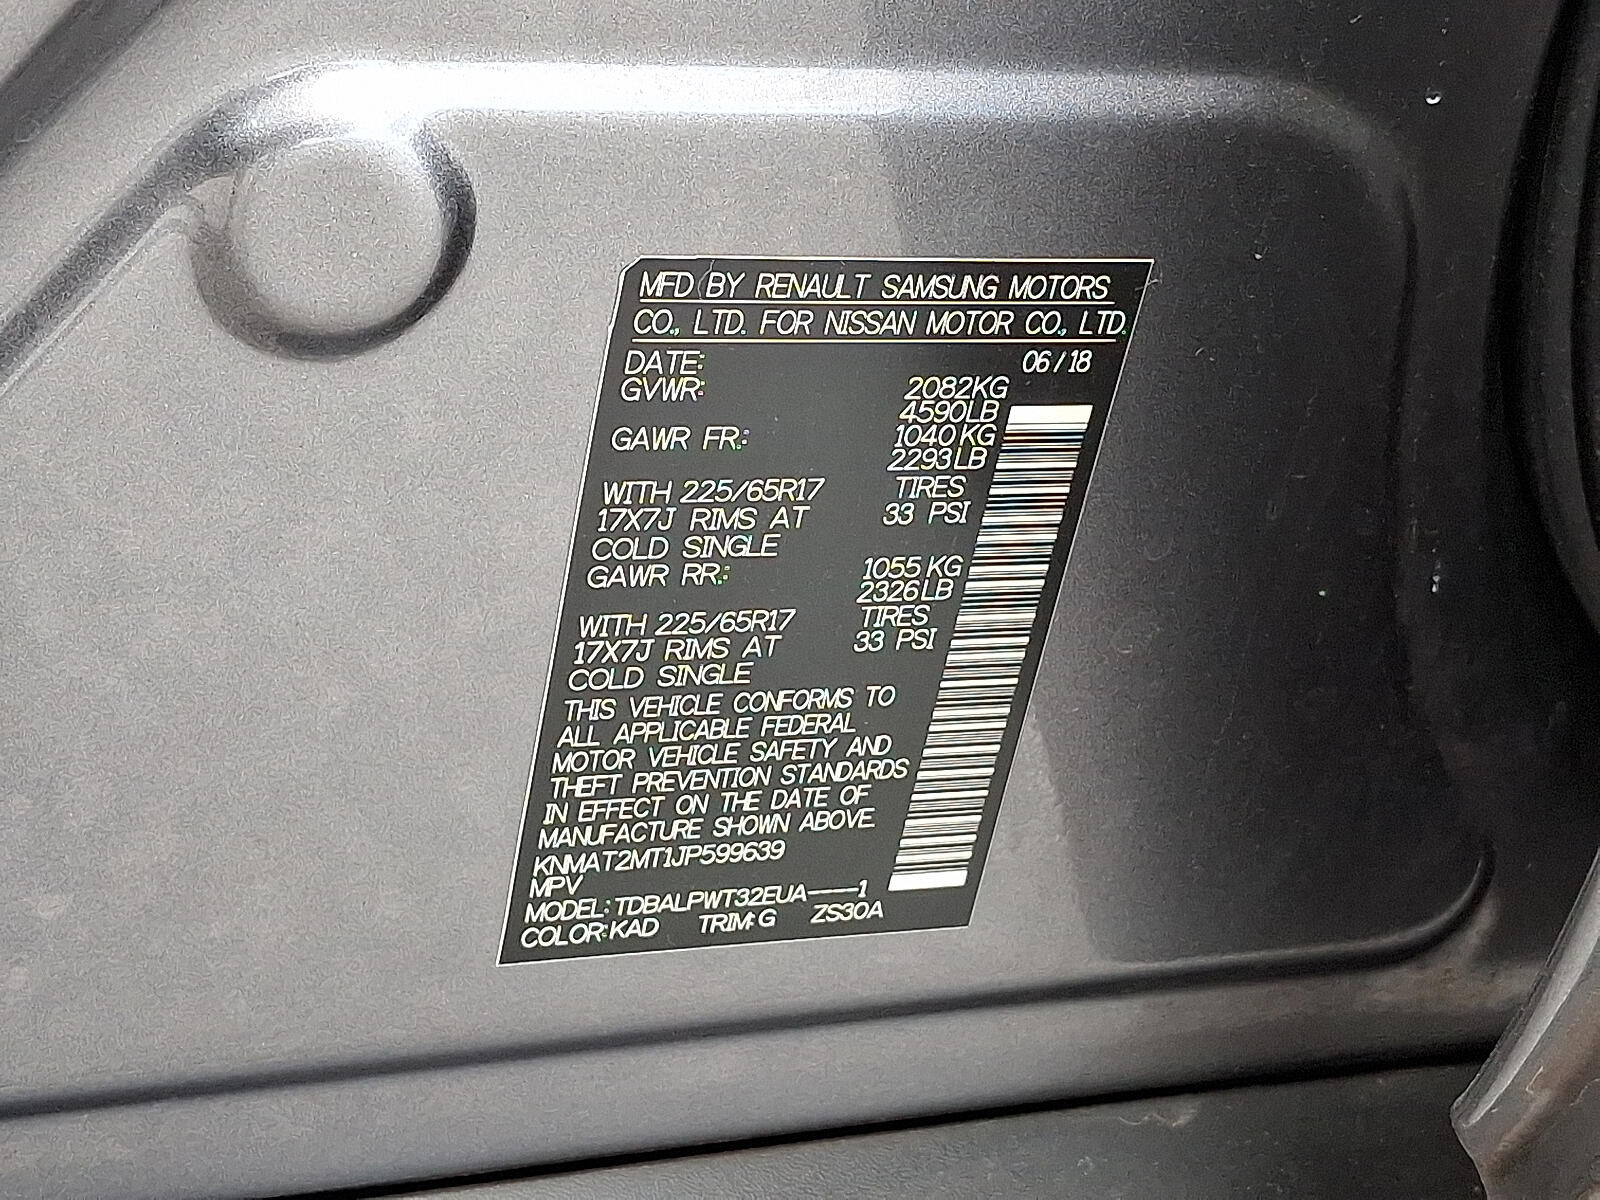 MFD BY RENAULT SAMSUNG MOTORS
CO., LTD. FOR NISSAN MOTOR CO., LTD.
DATE: 06/18
GVWR: 2082KG
4590LB
GAWR FR: 1040KG
2293LB
WITH 225/65R17 TIRES
17X7J RIMS AT 33 PSI
COLD SINGLE
GAWR RR: 1055KG
2326LB
WITH 225/65R17 TIRES
17X7J RIMS AT 33 PSI
COLD SINGLE
THIS VEHICLE CONFORMS TO
ALL APPLICABLE FEDERAL
MOTOR VEHICLE SAFETY AND
THEFT PREVENTION STANDARDS
IN EFFECT ON THE DATE OF
MANUFACTURE SHOWN ABOVE.
KNMAT2MT1JP599639
MPV
MODEL: TDBALPWT32EUA----1
COLOR:KAD TRIM:G ZS30A